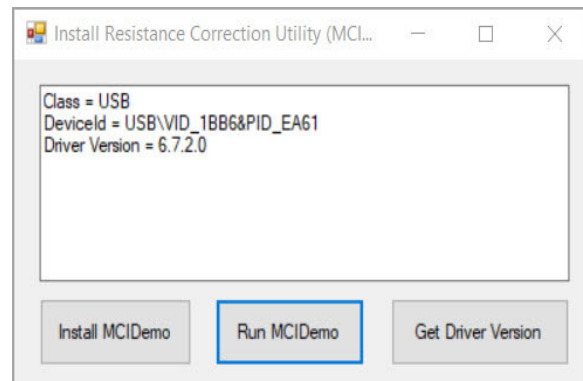 Install Resistance Correction Utility (MCI...
Class = USB
DeviceId = USB\VID_1BB6&PID_EA61
Driver Version = 6.7.2.0
Install MCIDemo
Run MCIDemo
Get Driver Version